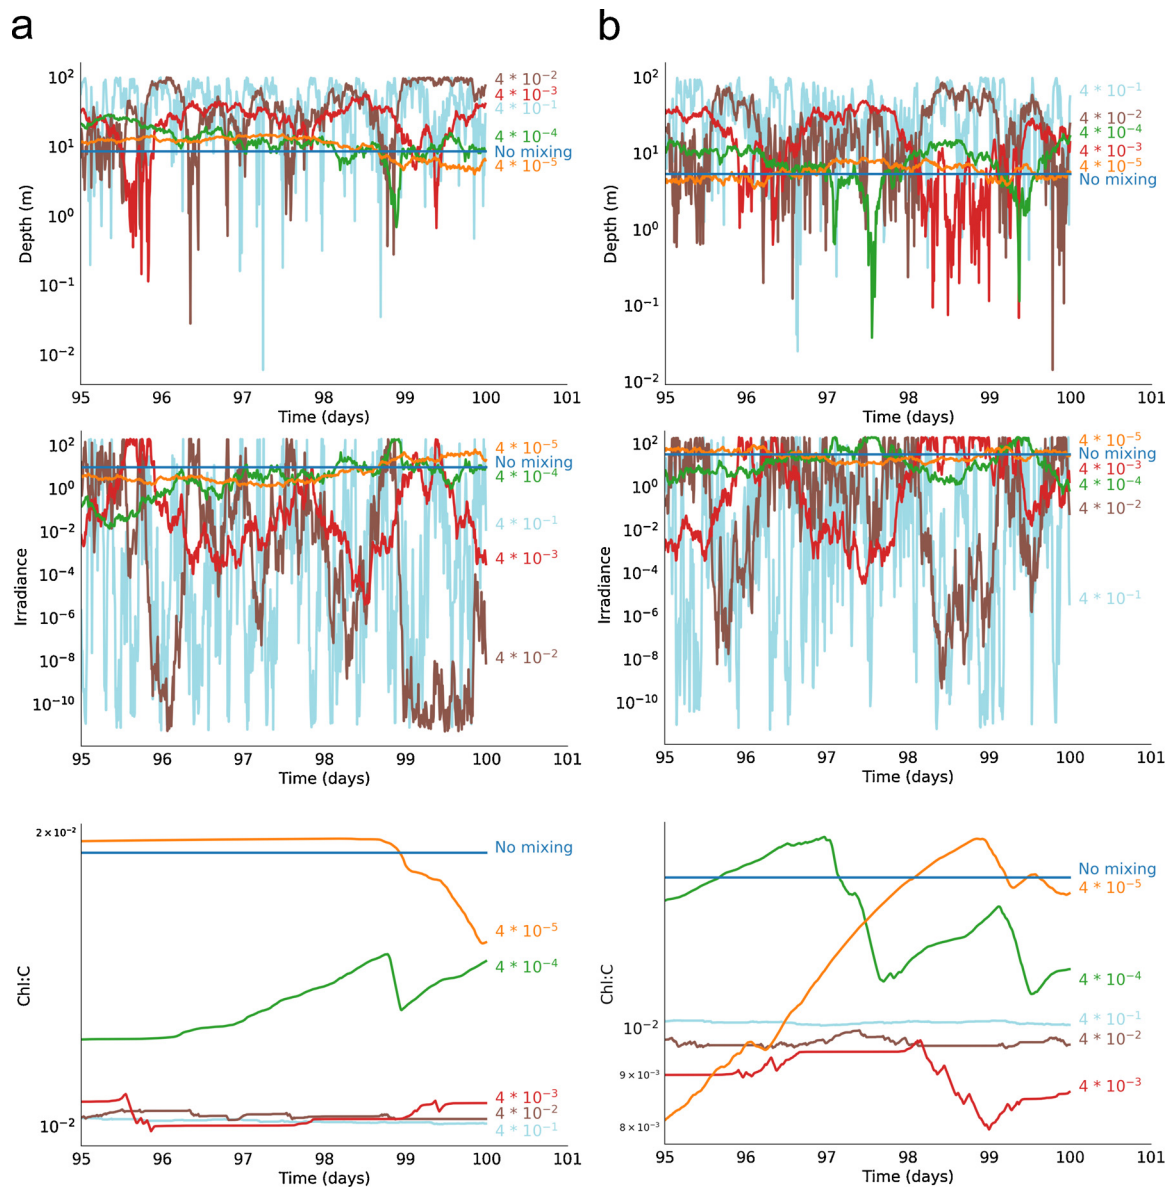 a
b
10²
10¹
10⁰
10⁻¹
10⁻²
Depth (m)
4 * 10⁻²
4 * 10⁻³
4 * 10⁻¹
4 * 10⁻⁴
No mixing
4 * 10⁻⁵
95 96 97 98 99 100 101
Time (days)
10²
10¹
10⁰
10⁻¹
10⁻²
Depth (m)
4 * 10⁻¹
4 * 10⁻²
4 * 10⁻⁴
4 * 10⁻³
4 * 10⁻⁵
No mixing
95 96 97 98 99 100 101
Time (days)
10²
10⁰
10⁻²
10⁻⁴
10⁻⁶
10⁻⁸
10⁻¹⁰
Irradiance
4 * 10⁻⁵
No mixing
4 * 10⁻⁴
4 * 10⁻¹
4 * 10⁻³
4 * 10⁻²
95 96 97 98 99 100 101
Time (days)
10²
10⁰
10⁻²
10⁻⁴
10⁻⁶
10⁻⁸
10⁻¹⁰
Irradiance
4 * 10⁻⁵
No mixing
4 * 10⁻³
4 * 10⁻⁴
4 * 10⁻²
4 * 10⁻¹
95 96 97 98 99 100 101
Time (days)
2 × 10⁻²
10⁻²
Chl:C
No mixing
4 * 10⁻⁵
4 * 10⁻⁴
4 * 10⁻³
4 * 10⁻²
4 * 10⁻¹
95 96 97 98 99 100 101
Time (days)
10⁻²
9 × 10⁻³
8 × 10⁻³
Chl:C
No mixing
4 * 10⁻⁵
4 * 10⁻⁴
4 * 10⁻¹
4 * 10⁻²
4 * 10⁻³
95 96 97 98 99 100 101
Time (days)